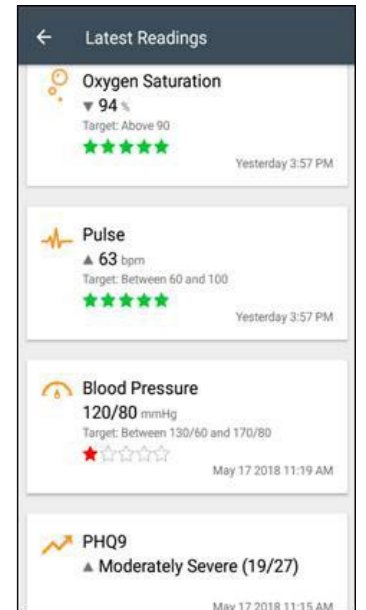 Latest Readings
Oxygen Saturation
▼ 94 %
Target: Above 90
Yesterday 3:57 PM
Pulse
▲ 63 bpm
Target: Between 60 and 100
Yesterday 3:57 PM
Blood Pressure
120/80 mmHg
Target: Between 130/60 and 170/80
May 17 2018 11:19 AM
PHQ9
▲ Moderately Severe (19/27)
May 17 2018 11:15 AM